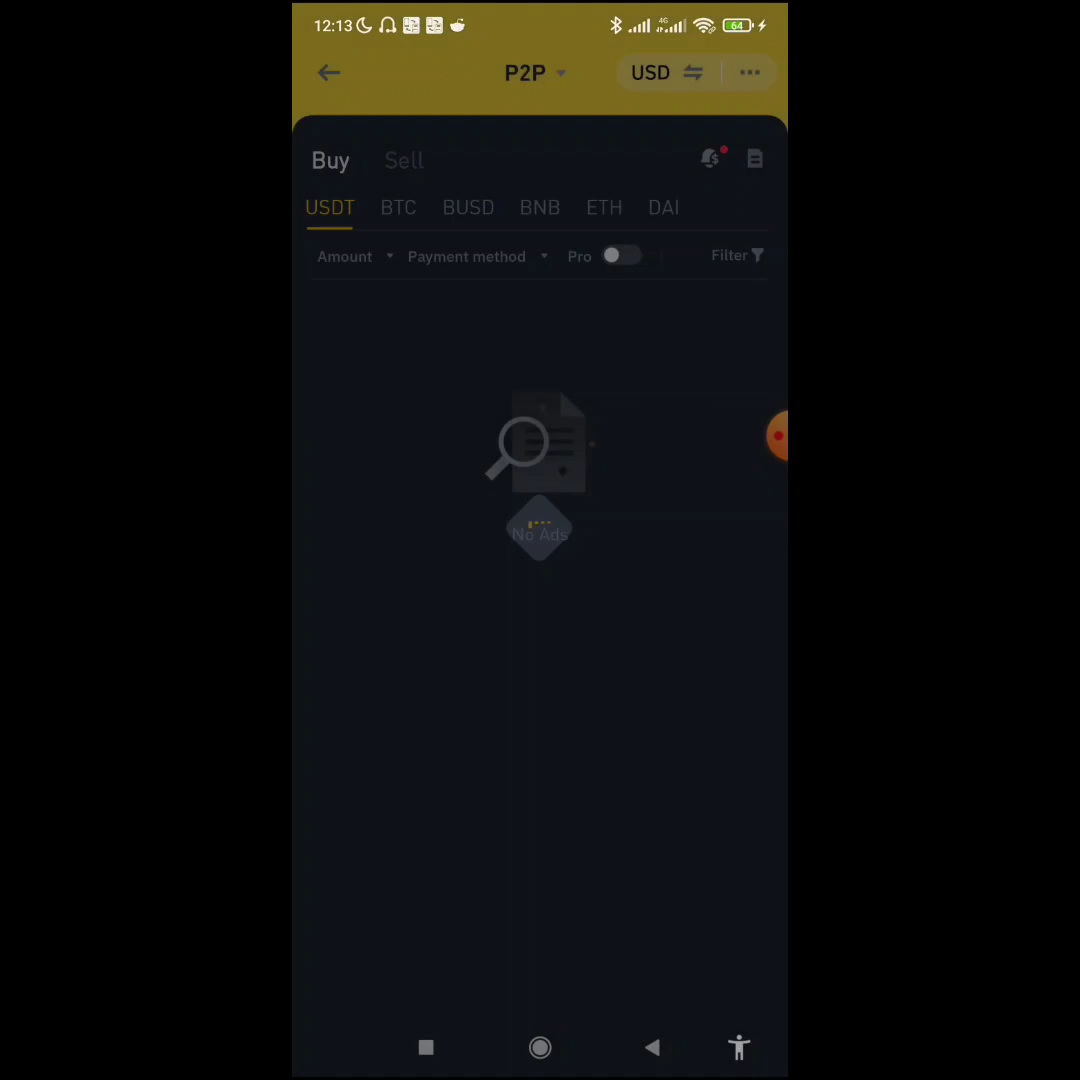 12:13 4G 64
P2P USD
Buy Sell
USDT BTC BUSD BNB ETH DAI
Amount Payment method Pro Filter
No Ads